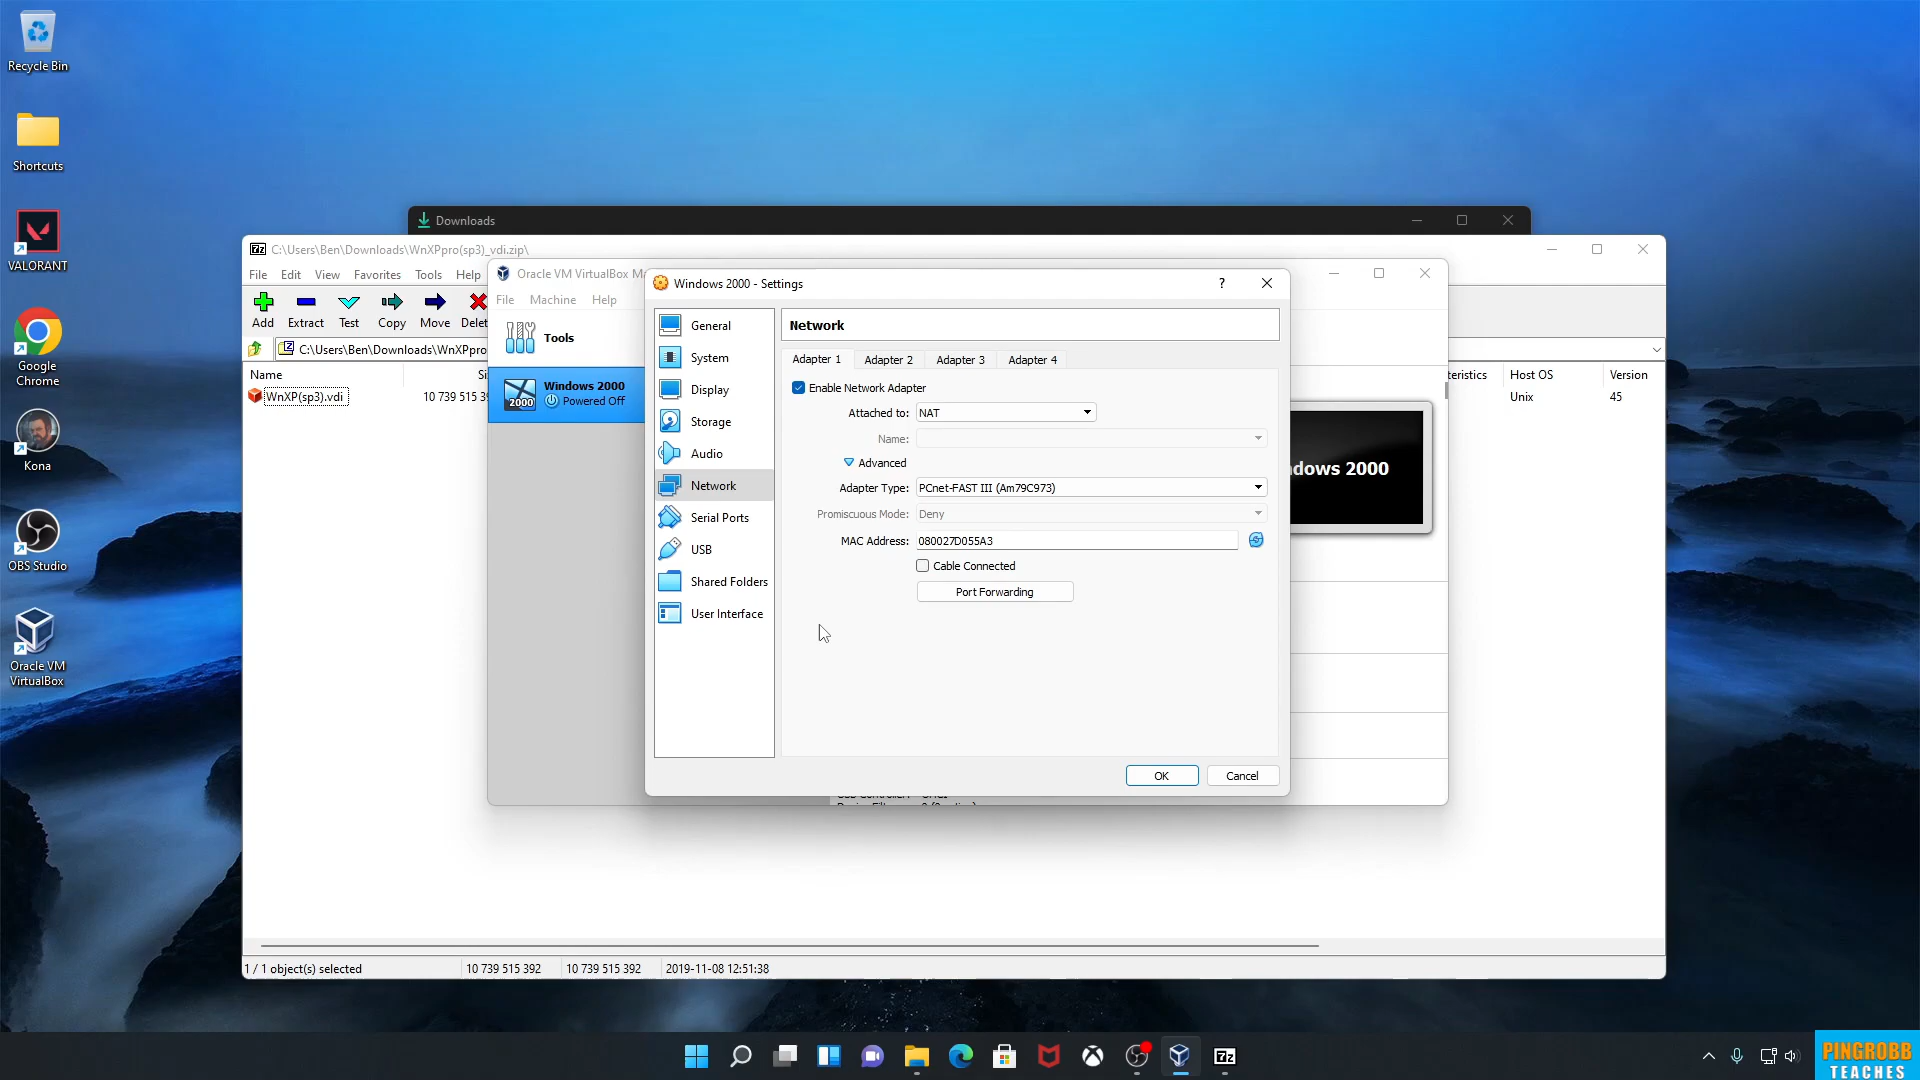 Recycle Bin
Shortcuts
VALORANT
Google
Chrome
Kona
OBS Studio
Oracle VM
VirtualBox
Downloads
7z C:\Users\Ben\Downloads\WnXPpro(sp3)_vdi.zip\
File Edit View Favorites Tools Help
Add Extract Test Copy Move Delet
C:\Users\Ben\Downloads\WnXPpro
Name
WnXP(sp3).vdi 10 739 515 39
teristics Host OS Version
Unix 45
1 / 1 object(s) selected 10 739 515 392 10 739 515 392 2019-11-08 12:51:38
Oracle VM VirtualBox Ma
File Machine Help
Tools
Windows 2000
Powered Off
2000
ndows 2000
Windows 2000 - Settings
?
General
System
Display
Storage
Audio
Network
Serial Ports
USB
Shared Folders
User Interface
Network
Adapter 1 Adapter 2 Adapter 3 Adapter 4
Enable Network Adapter
Attached to: NAT
Name:
Advanced
Adapter Type: PCnet-FAST III (Am79C973)
Promiscuous Mode: Deny
MAC Address: 080027D055A3
Cable Connected
Port Forwarding
OK Cancel
7z
PINGROBB
TEACHES